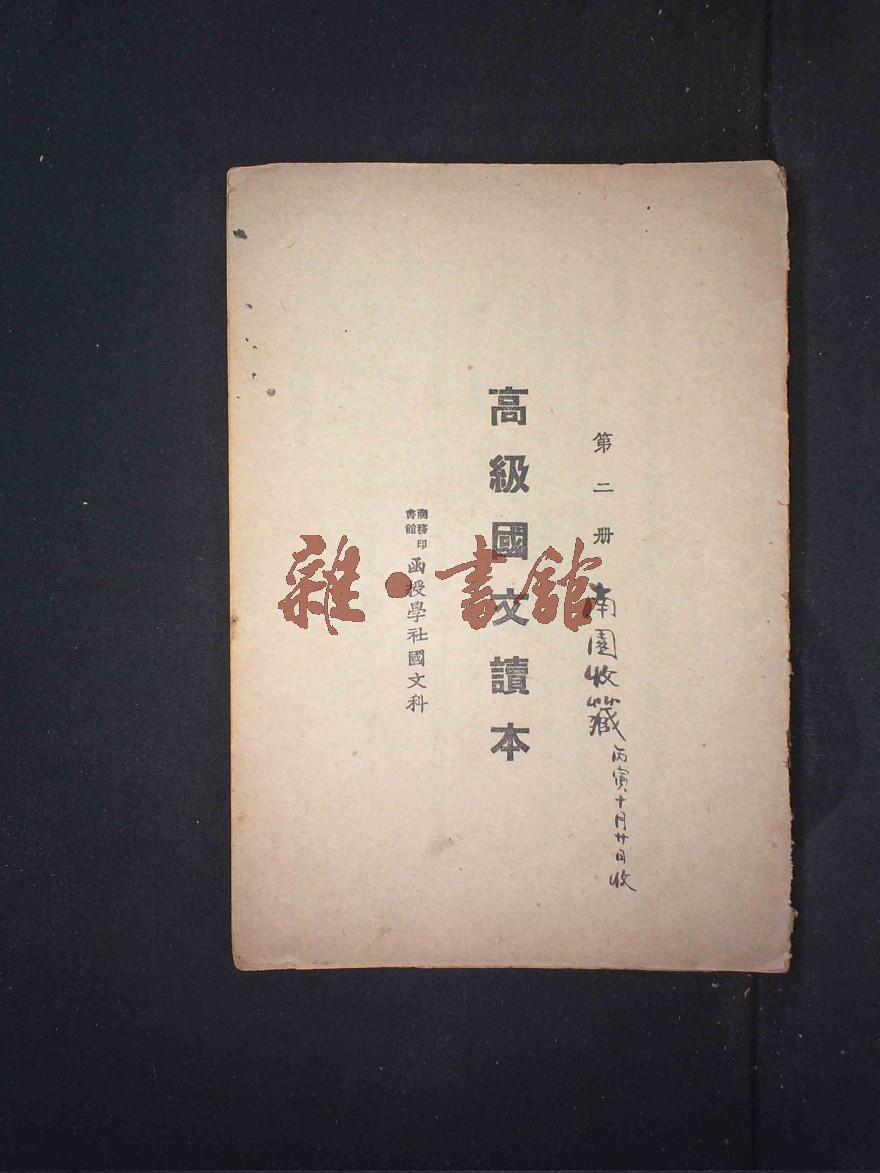 第二册
南園收藏
丙寅十月廿日收
高級國文讀本
商務印書館
函授學社國文科
雜·書館